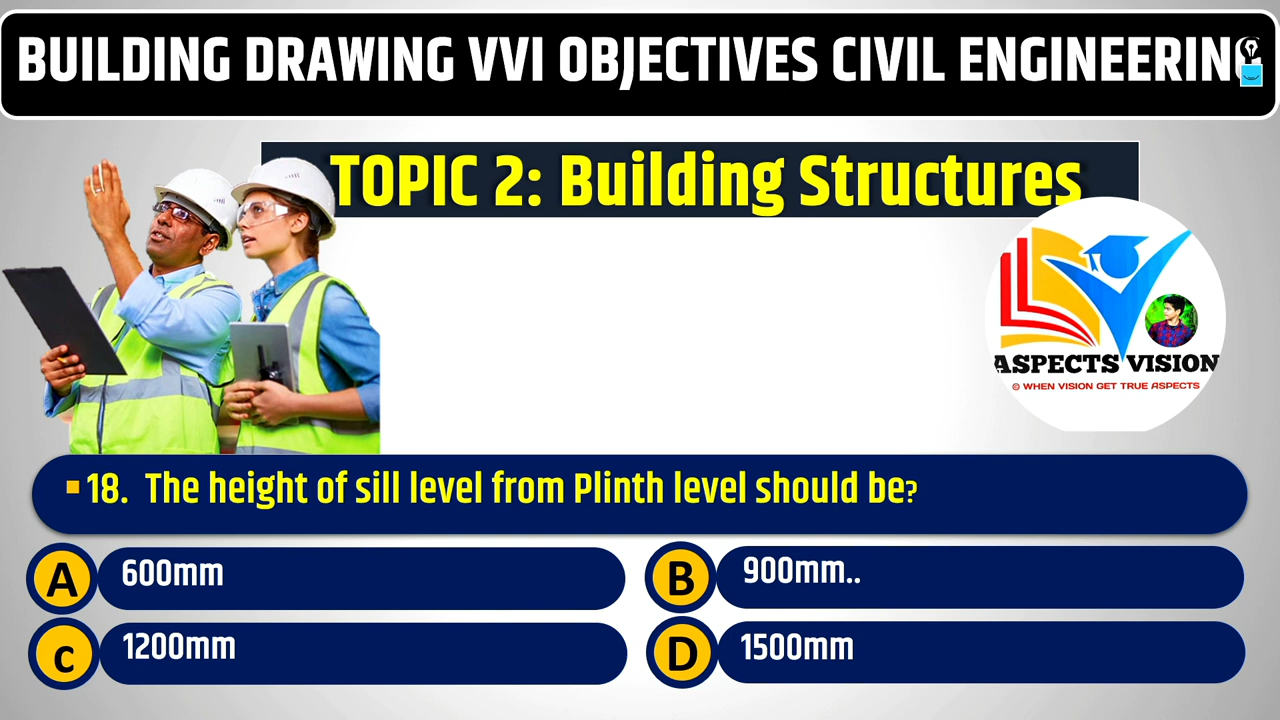 BUILDING DRAWING VVI OBJECTIVES CIVIL ENGINEERING
TOPIC 2: Building Structures
ASPECTS VISION
© WHEN VISION GET TRUE ASPECTS
18. The height of sill level from Plinth level should be?
A 600mm
B 900mm..
c 1200mm
D 1500mm